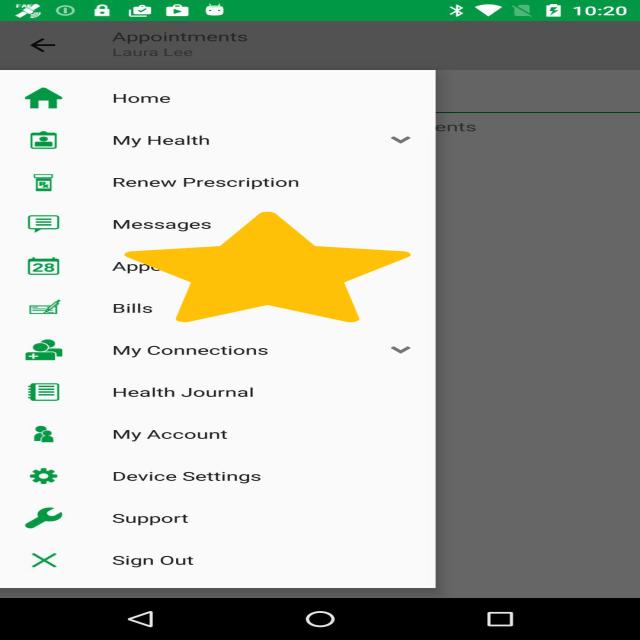 10:20
Appointments
Laura Lee
ents
Home
My Health
Renew Prescription
Messages
28
Bills
My Connections
Health Journal
My Account
Device Settings
Support
Sign Out